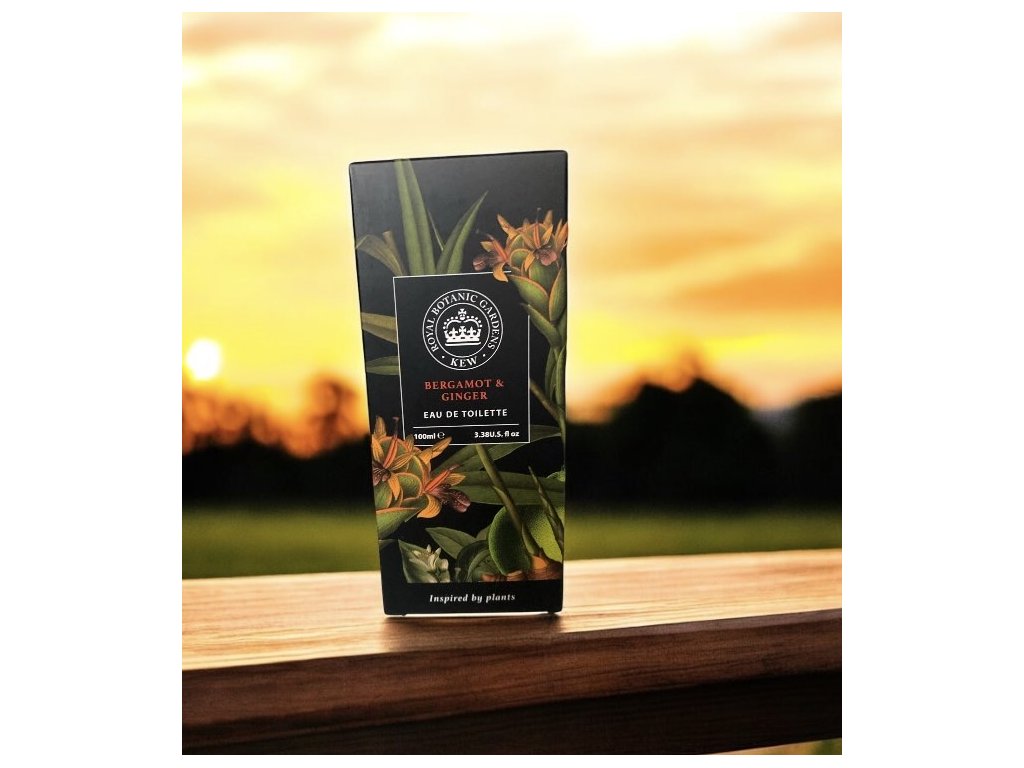 ROYAL BOTANIC GARDENS
• KEW •
BERGAMOT &
GINGER
EAU DE TOILETTE
100ml ℮ 3.38U.S. fl oz
Inspired by plants